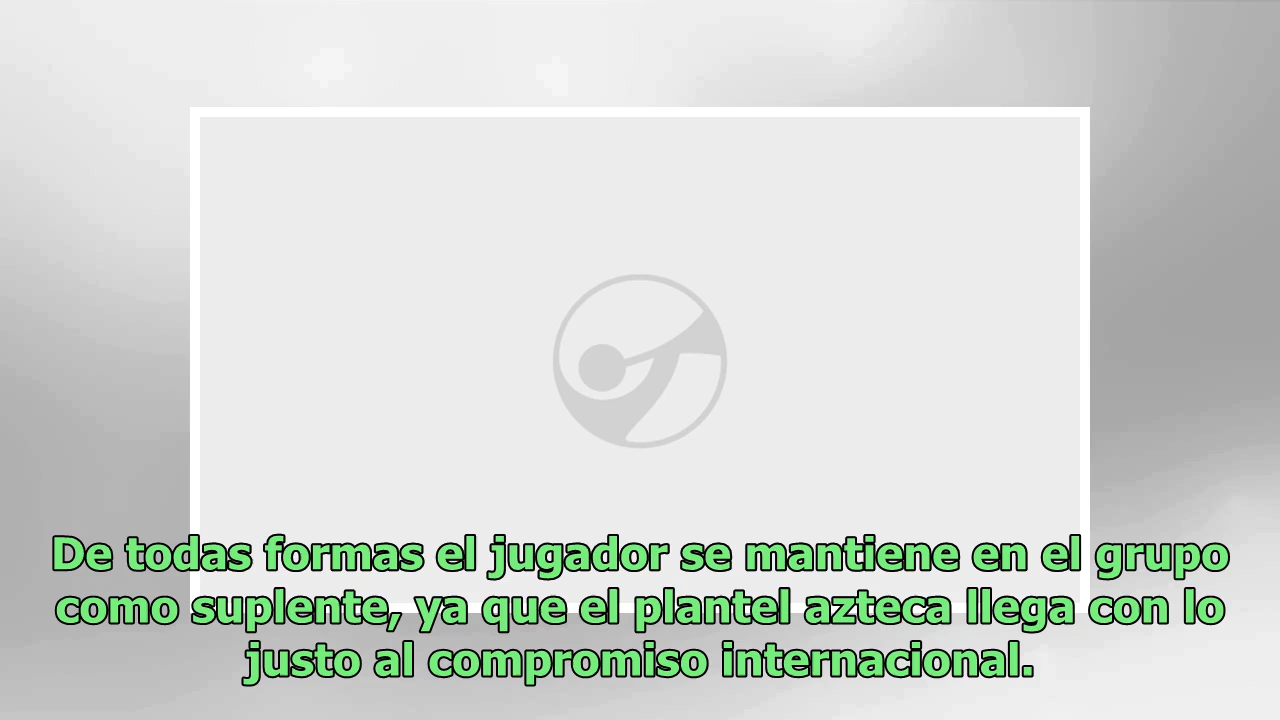 De todas formas el jugador se mantiene en el grupo
como suplente, ya que el plantel azteca llega con lo
justo al compromiso internacional.